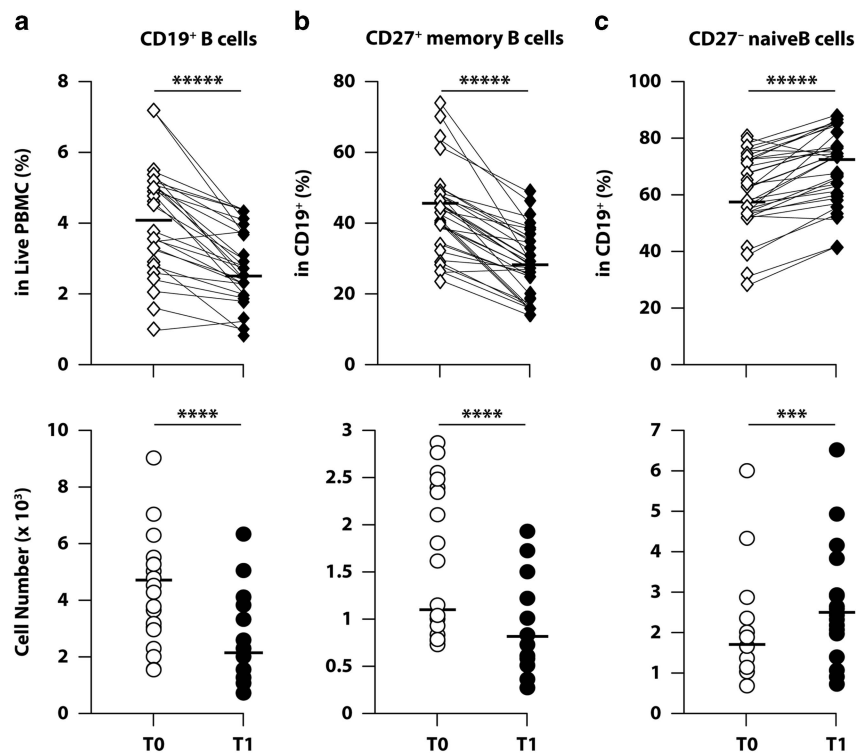 a
CD19⁺ B cells
b
CD27⁺ memory B cells
c
CD27⁻ naiveB cells
in Live PBMC (%)
8
6
4
2
0
*****
in CD19⁺ (%)
80
60
40
20
0
*****
in CD19⁺ (%)
100
80
60
40
20
0
*****
Cell Number (x 10³)
10
8
6
4
2
0
****
T0
T1
3
2.5
2
1.5
1
0.5
0
****
T0
T1
7
6
5
4
3
2
1
0
***
T0
T1